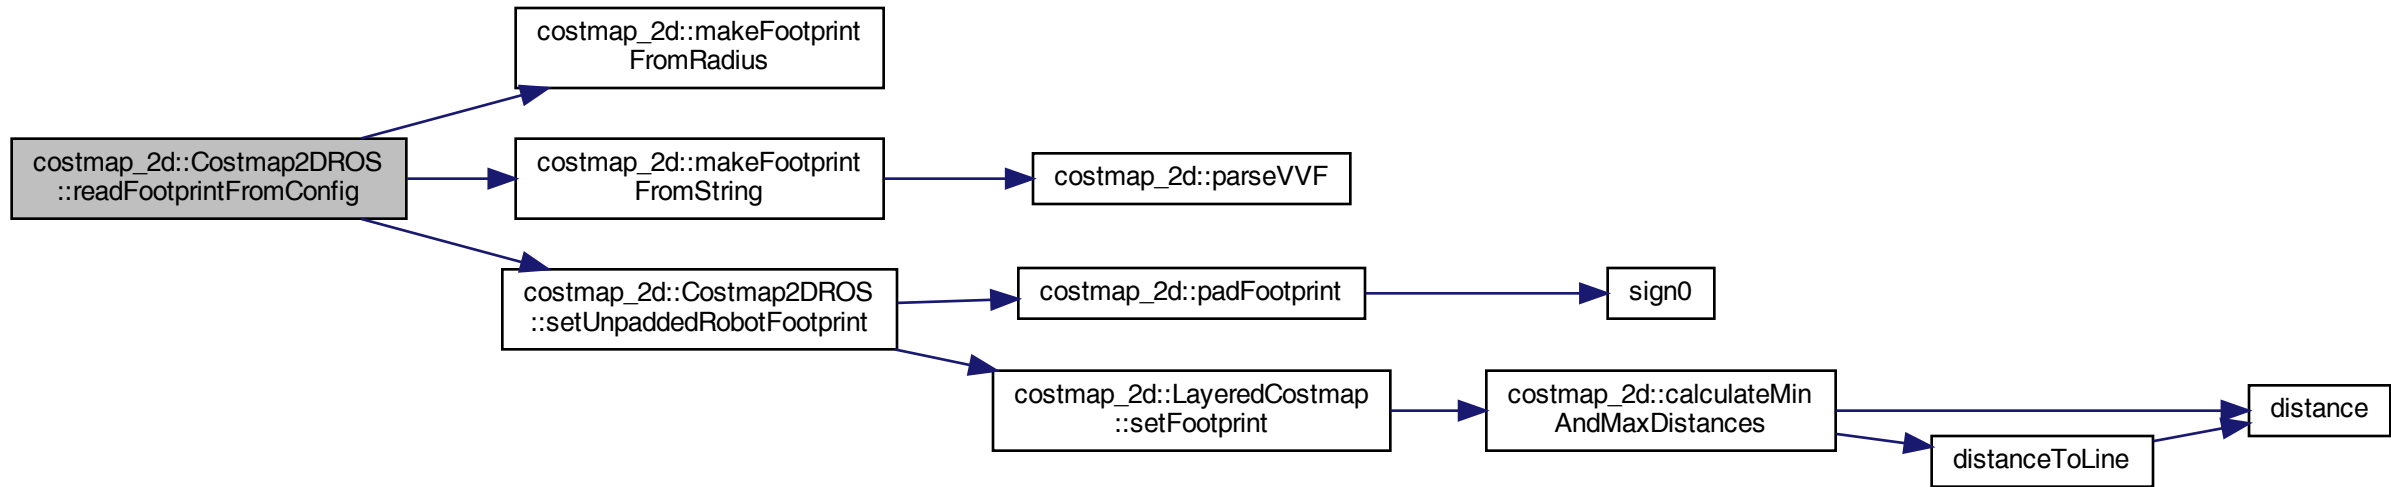 costmap_2d::makeFootprint
FromRadius
costmap_2d::Costmap2DROS
::readFootprintFromConfig
costmap_2d::makeFootprint
FromString
costmap_2d::parseVVF
costmap_2d::Costmap2DROS
::setUnpaddedRobotFootprint
costmap_2d::padFootprint
sign0
costmap_2d::LayeredCostmap
::setFootprint
costmap_2d::calculateMin
AndMaxDistances
distance
distanceToLine